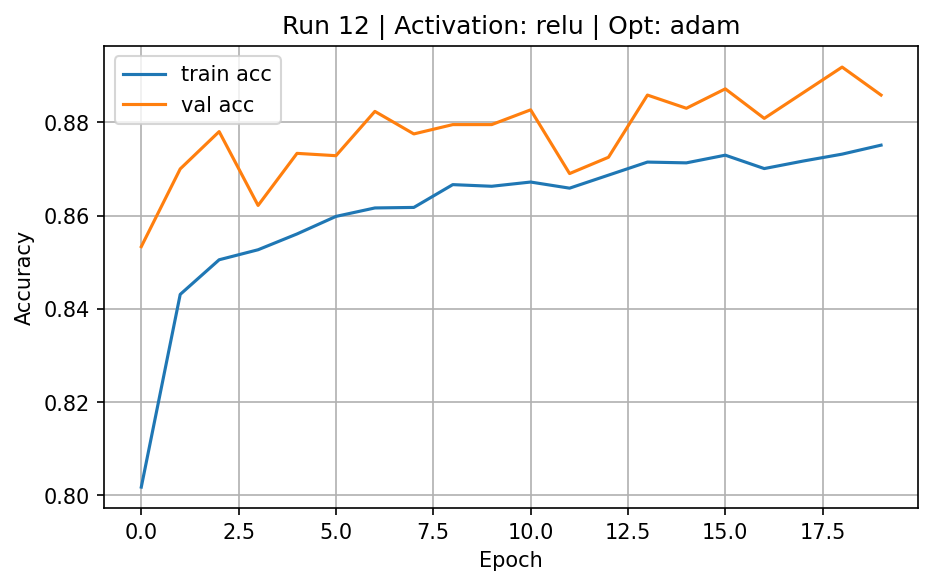 Run 12 | Activation: relu | Opt: adam
train acc
val acc
Accuracy
0.88
0.86
0.84
0.82
0.80
0.0 2.5 5.0 7.5 10.0 12.5 15.0 17.5
Epoch